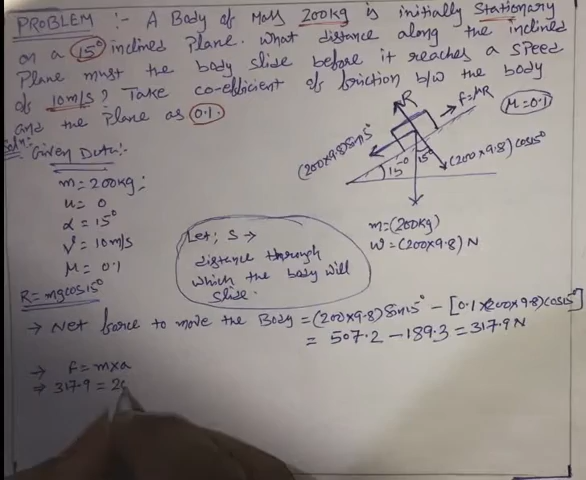 PROBLEM :- A Body of Mass 200kg is initially Stationary
on a 15° inclined Plane. What distance along the inclined
Plane must the body slide before it reaches a speed
of 10m/s? Take co-efficient of friction b/w the body
and the Plane as 0.1.
Soln:-
Given Data:-
m = 200kg
u = 0
α = 15°
V = 10m/s
μ = 0.1
R = mgcos15°
R
F = μR
μ = 0.1
(200×9.8)Sin15°
15°
15°
(200×9.8)cos15°
m = (200kg)
W = (200×9.8) N
Let; S →
distance through
which the body will
slide.
→ Net force to move the Body = (200×9.8)Sin15° - [0.1×(200×9.8)cos15°]
= 507.2 - 189.3 = 317.9 N
→ F = m×a
⇒ 317.9 = 20